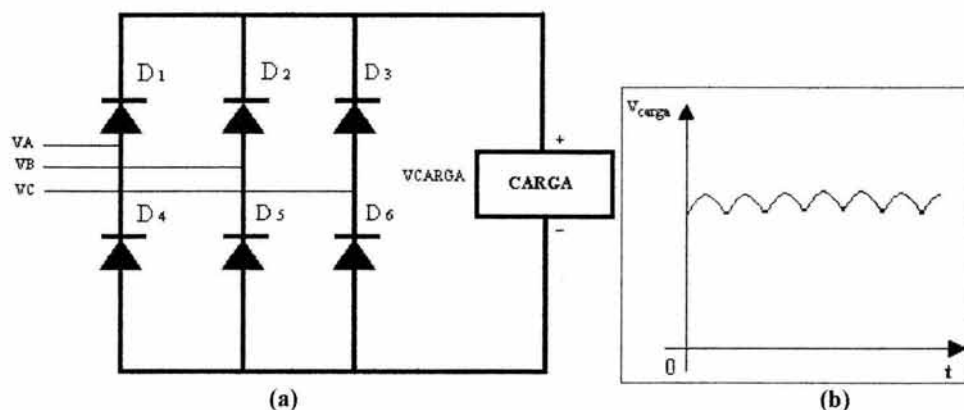 D1 D2 D3
VA
VB
VC
D4 D5 D6
VCARGA
+
CARGA
−
(a)
Vcarga
0
t
(b)